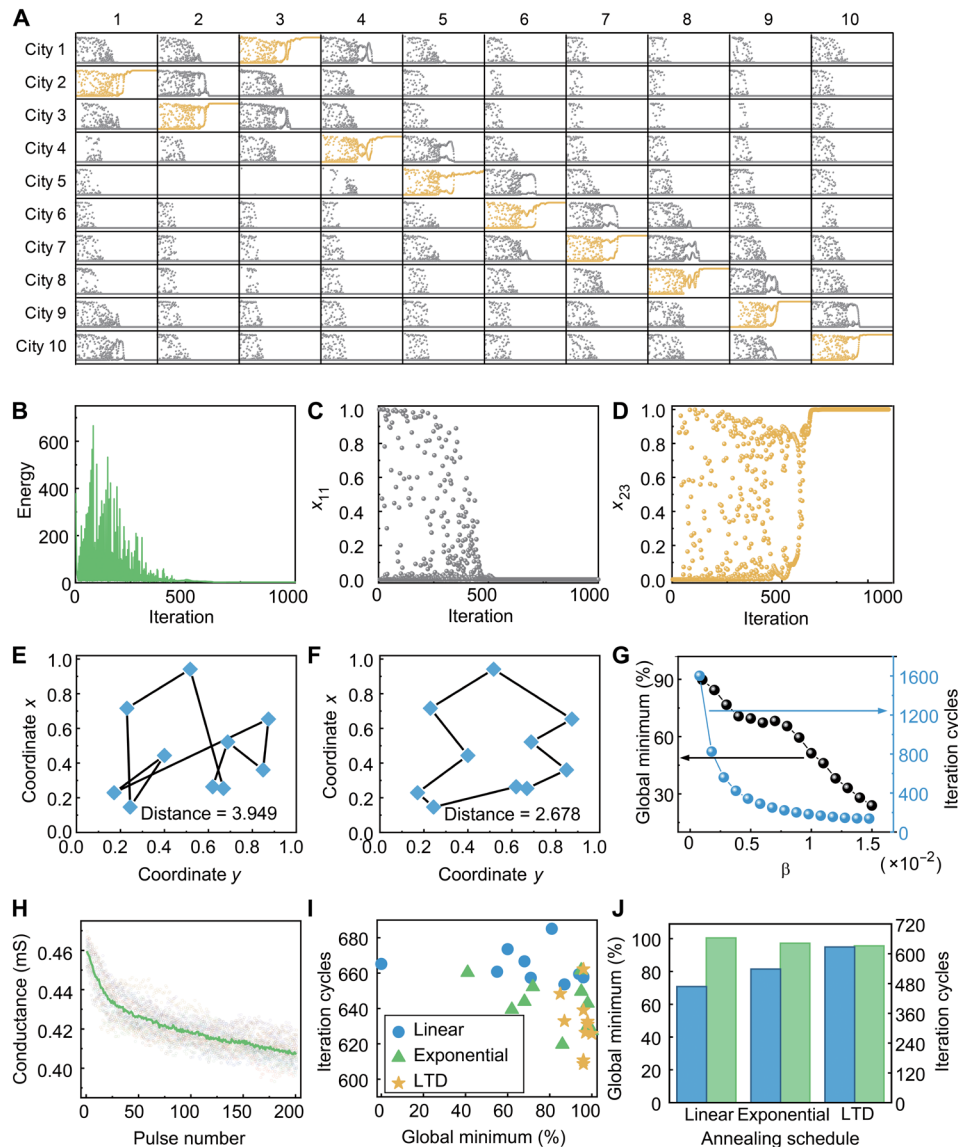 A
1 2 3 4 5 6 7 8 9 10
City 1
City 2
City 3
City 4
City 5
City 6
City 7
City 8
City 9
City 10
B
Energy
600
400
200
0
0 500 1000
Iteration
C
x11
1.0
0.8
0.6
0.4
0.2
0.0
0 500 1000
Iteration
D
x23
1.0
0.8
0.6
0.4
0.2
0.0
0 500 1000
Iteration
E
Coordinate x
1.0
0.8
0.6
0.4
0.2
0.0
Distance = 3.949
0.0 0.2 0.4 0.6 0.8 1.0
Coordinate y
F
Coordinate x
1.0
0.8
0.6
0.4
0.2
0.0
Distance = 2.678
0.0 0.2 0.4 0.6 0.8 1.0
Coordinate y
G
Global minimum (%)
90
60
30
1600
1200
800
400
0
Iteration cycles
0 0.5 1 1.5
β
(×10-2)
H
Conductance (mS)
0.46
0.44
0.42
0.40
0 50 100 150 200
Pulse number
I
Iteration cycles
680
660
640
620
600
Linear
Exponential
LTD
0 20 40 60 80 100
Global minimum (%)
J
Global minimum (%)
100
80
60
40
20
0
720
600
480
360
240
120
0
Iteration cycles
Linear Exponential LTD
Annealing schedule